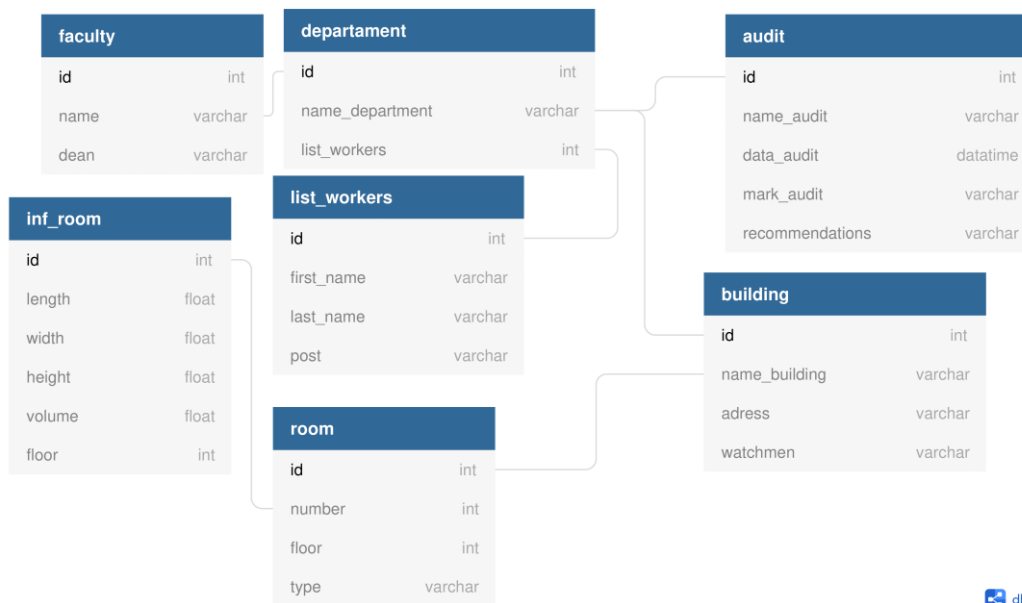 faculty
id int
name varchar
dean varchar
departament
id int
name_department varchar
list_workers int
audit
id int
name_audit varchar
data_audit datatime
mark_audit varchar
recommendations varchar
inf_room
id int
length float
width float
height float
volume float
floor int
list_workers
id int
first_name varchar
last_name varchar
post varchar
building
id int
name_building varchar
adress varchar
watchmen varchar
room
id int
number int
floor int
type varchar